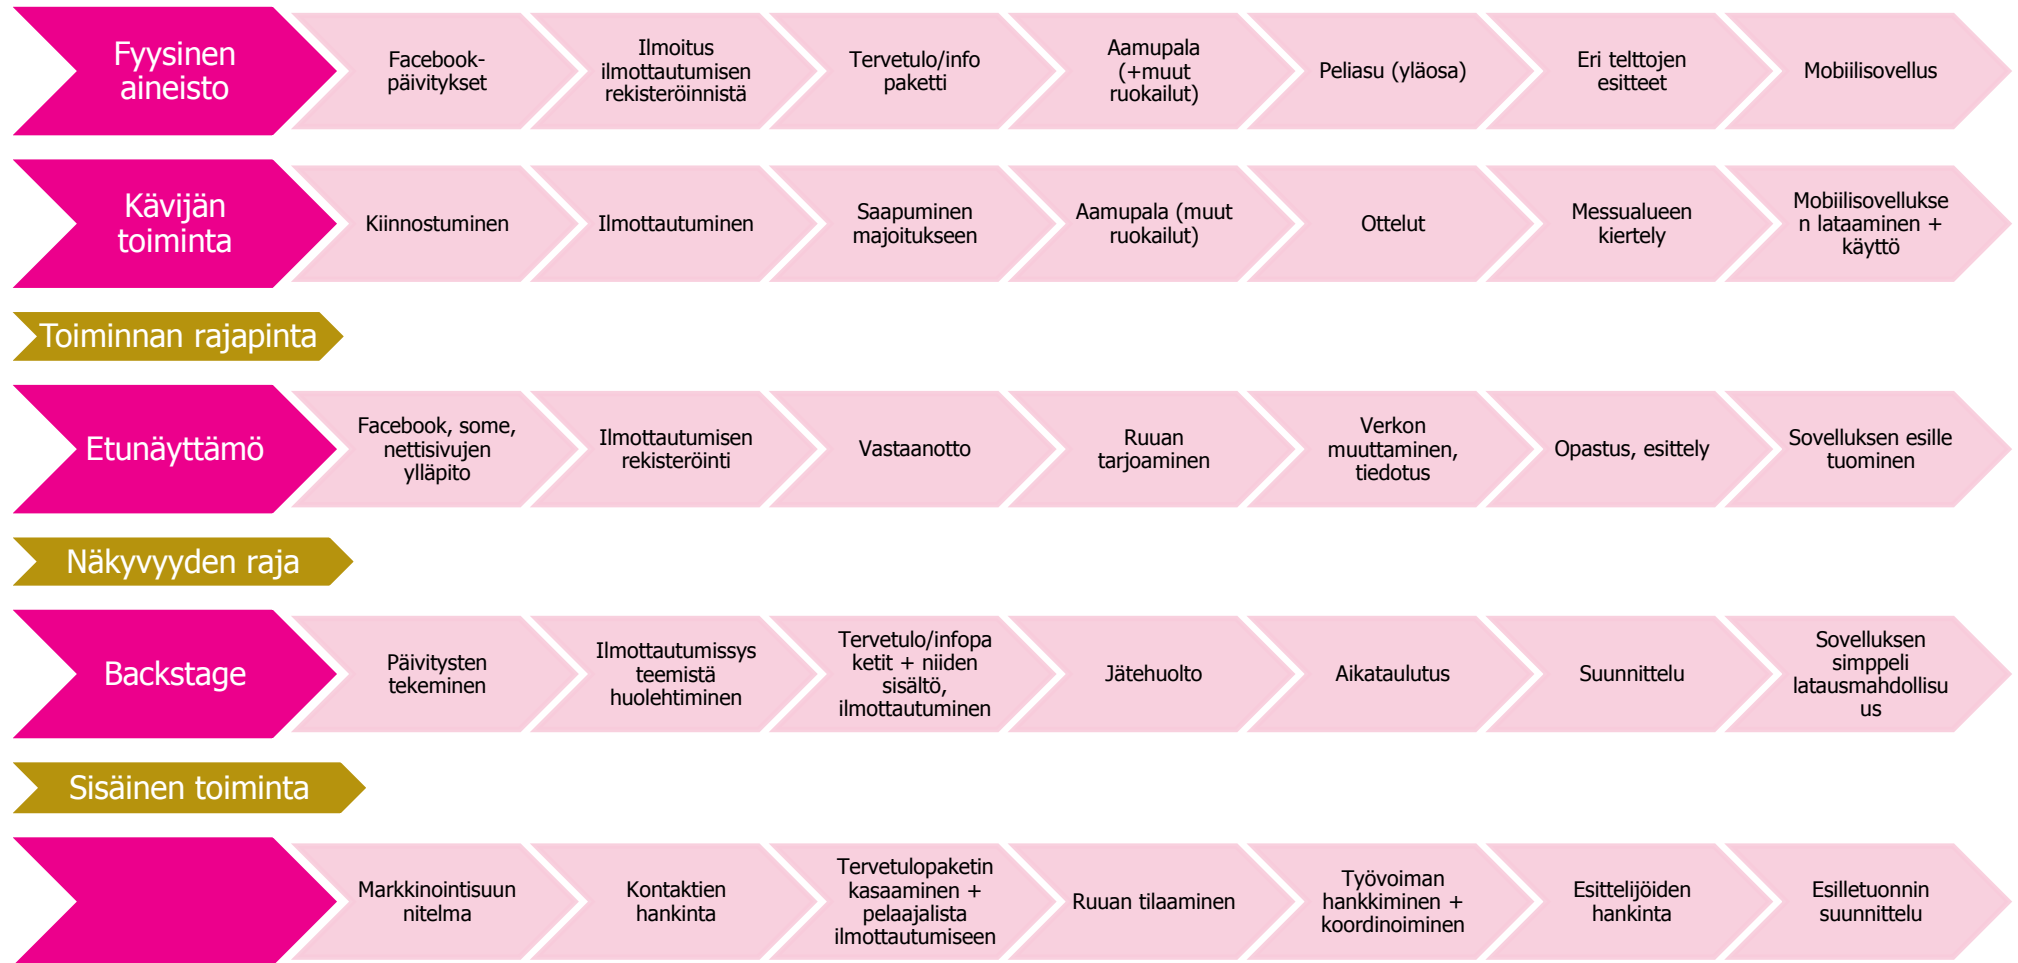 Fyysinen
aineisto
Facebook-
päivitykset
Ilmoitus
ilmottautumisen
rekisteröinnistä
Tervetulo/info
paketti
Aamupala
(+muut
ruokailut)
Peliasu (yläosa)
Eri telttojen
esitteet
Mobiilisovellus
Kävijän
toiminta
Kiinnostuminen
Ilmottautuminen
Saapuminen
majoitukseen
Aamupala (muut
ruokailut)
Ottelut
Messualueen
kiertely
Mobiilisovellukse
n lataaminen +
käyttö
Toiminnan rajapinta
Etunäyttämö
Facebook, some,
nettisivujen
ylläpito
Ilmottautumisen
rekisteröinti
Vastaanotto
Ruuan
tarjoaminen
Verkon
muuttaminen,
tiedotus
Opastus, esittely
Sovelluksen esille
tuominen
Näkyvyyden raja
Backstage
Päivitysten
tekeminen
Ilmottautumissys
teemistä
huolehtiminen
Tervetulo/infopa
ketit + niiden
sisältö,
ilmottautuminen
Jätehuolto
Aikataulutus
Suunnittelu
Sovelluksen
simppeli
latausmahdollisu
us
Sisäinen toiminta
Markkinointisuun
nitelma
Kontaktien
hankinta
Tervetulopaketin
kasaaminen +
pelaajalista
ilmottautumiseen
Ruuan tilaaminen
Työvoiman
hankkiminen +
koordinoiminen
Esittelijöiden
hankinta
Esilletuonnin
suunnittelu